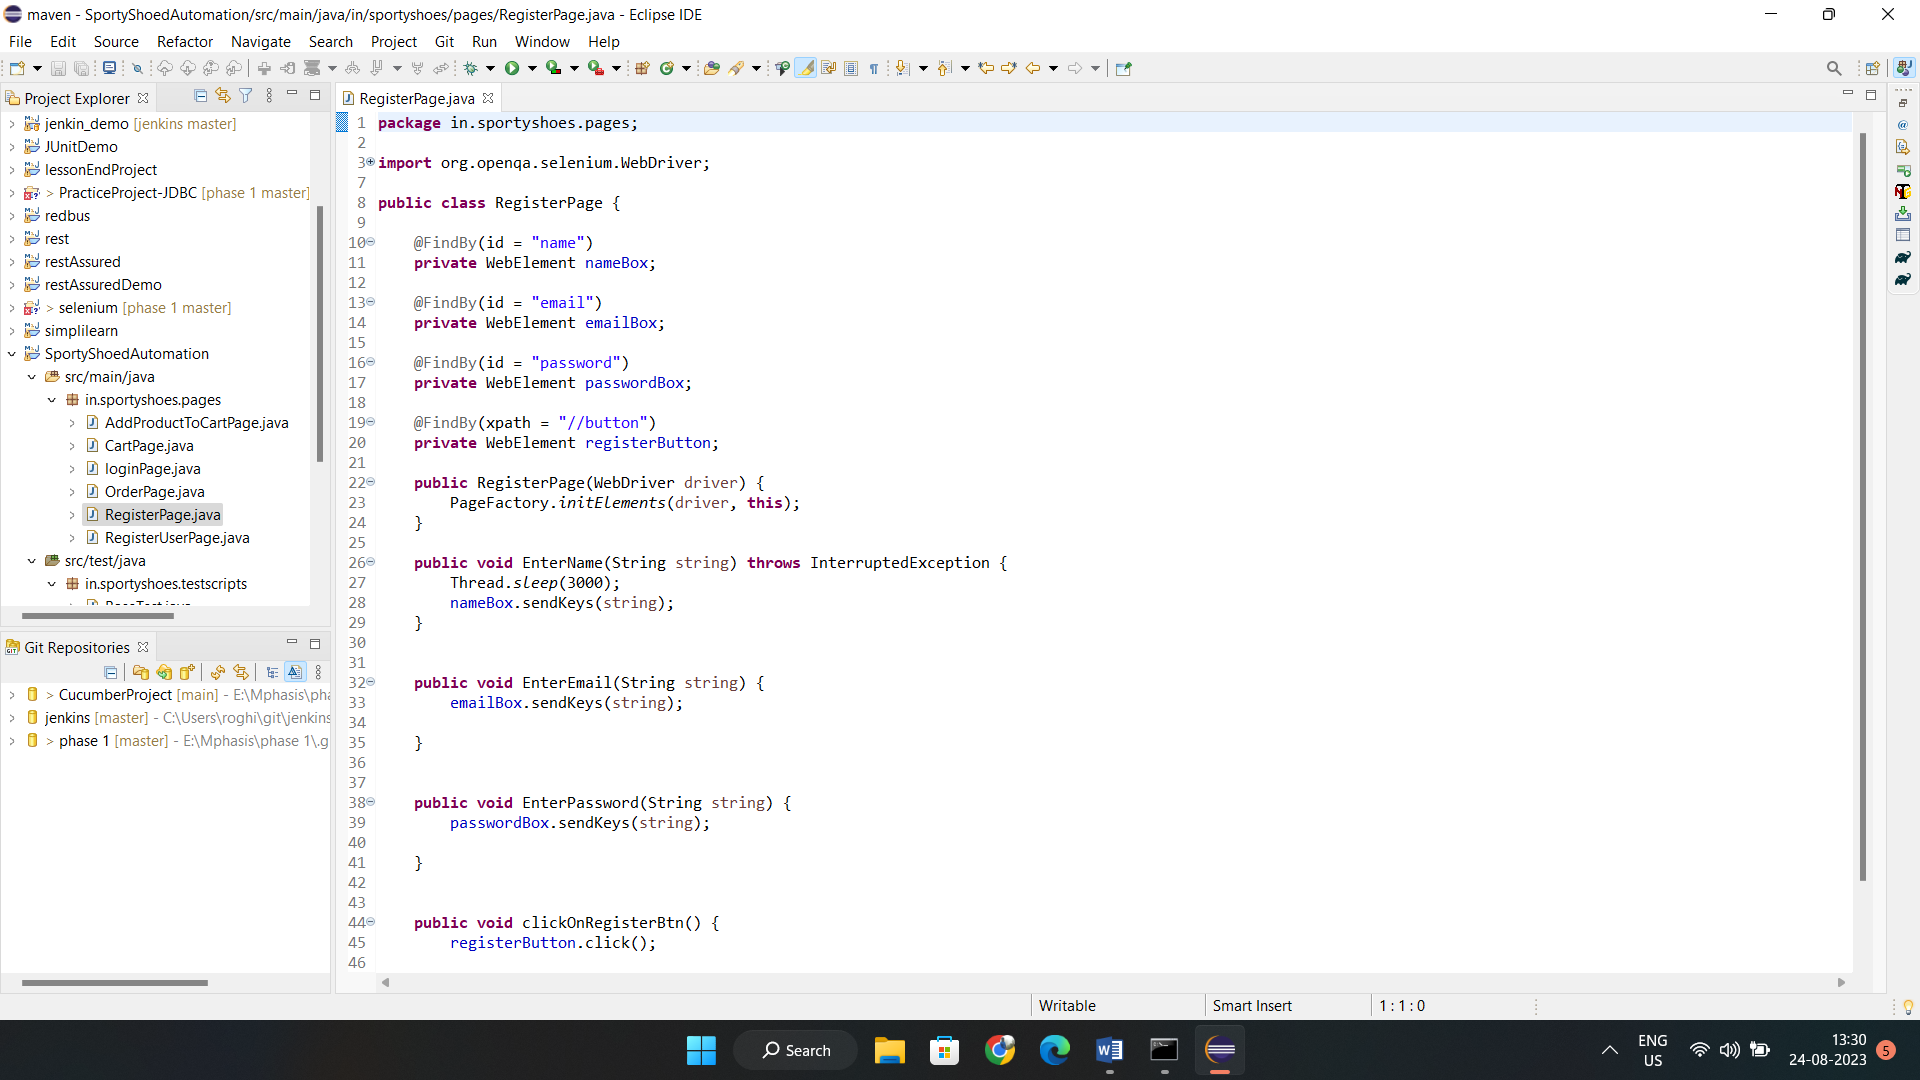 maven - SportyShoedAutomation/src/main/java/in/sportyshoes/pages/RegisterPage.java - Eclipse IDE
File Edit Source Refactor Navigate Search Project Git Run Window Help
Project Explorer
jenkin_demo [jenkins master]
JUnitDemo
lessonEndProject
> PracticeProject-JDBC [phase 1 master]
redbus
rest
restAssured
restAssuredDemo
> selenium [phase 1 master]
simplilearn
SportyShoedAutomation
src/main/java
in.sportyshoes.pages
AddProductToCartPage.java
CartPage.java
loginPage.java
OrderPage.java
RegisterPage.java
RegisterUserPage.java
src/test/java
in.sportyshoes.testscripts
Git Repositories
> CucumberProject [main] - E:\Mphasis\pha
jenkins [master] - C:\Users\roghi\git\jenkins
> phase 1 [master] - E:\Mphasis\phase 1\.g
RegisterPage.java
1 package in.sportyshoes.pages;
2
3 import org.openqa.selenium.WebDriver;
7
8 public class RegisterPage {
9
10 @FindBy(id = "name")
11 private WebElement nameBox;
12
13 @FindBy(id = "email")
14 private WebElement emailBox;
15
16 @FindBy(id = "password")
17 private WebElement passwordBox;
18
19 @FindBy(xpath = "//button")
20 private WebElement registerButton;
21
22 public RegisterPage(WebDriver driver) {
23 PageFactory.initElements(driver, this);
24 }
25
26 public void EnterName(String string) throws InterruptedException {
27 Thread.sleep(3000);
28 nameBox.sendKeys(string);
29 }
30
31
32 public void EnterEmail(String string) {
33 emailBox.sendKeys(string);
34
35 }
36
37
38 public void EnterPassword(String string) {
39 passwordBox.sendKeys(string);
40
41 }
42
43
44 public void clickOnRegisterBtn() {
45 registerButton.click();
46
Writable Smart Insert 1 : 1 : 0
Search
ENG
US
13:30
24-08-2023
5